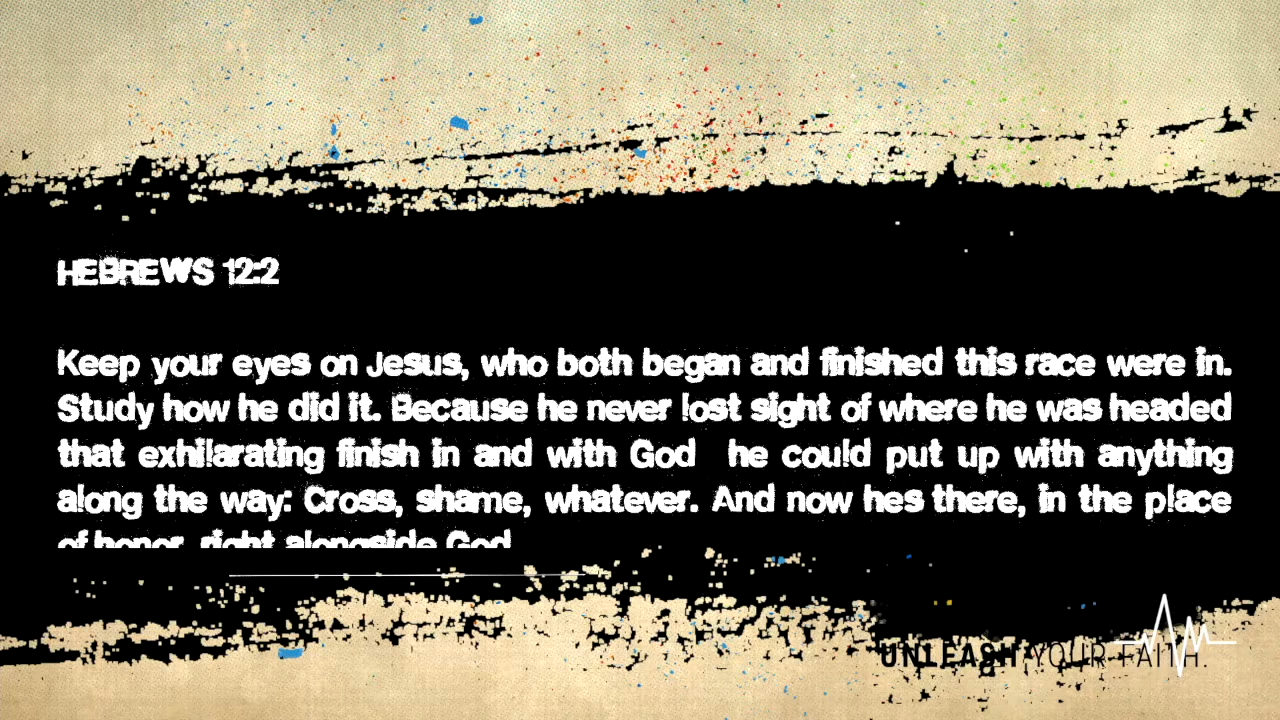 HEBREWS 12:2
Keep your eyes on Jesus, who both began and finished this race were in.
Study how he did it. Because he never lost sight of where he was headed
that exhilarating finish in and with God he could put up with anything
along the way: Cross, shame, whatever. And now hes there, in the place
of honor, right alongside God
UNLEASH YOUR FAITH.